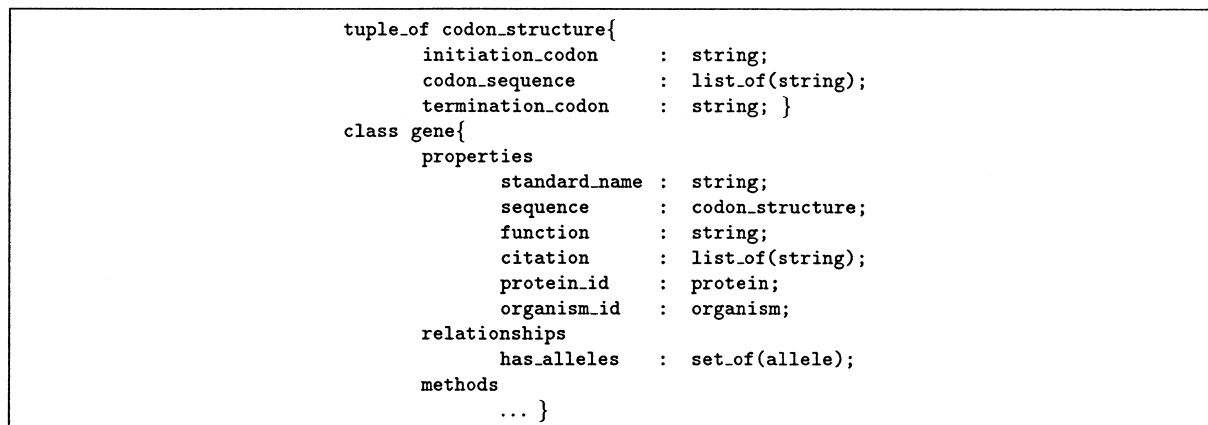 tuple_of codon_structure{
initiation_codon : string;
codon_sequence : list_of(string);
termination_codon : string; }
class gene{
properties
standard_name : string;
sequence : codon_structure;
function : string;
citation : list_of(string);
protein_id : protein;
organism_id : organism;
relationships
has_alleles : set_of(allele);
methods
... }